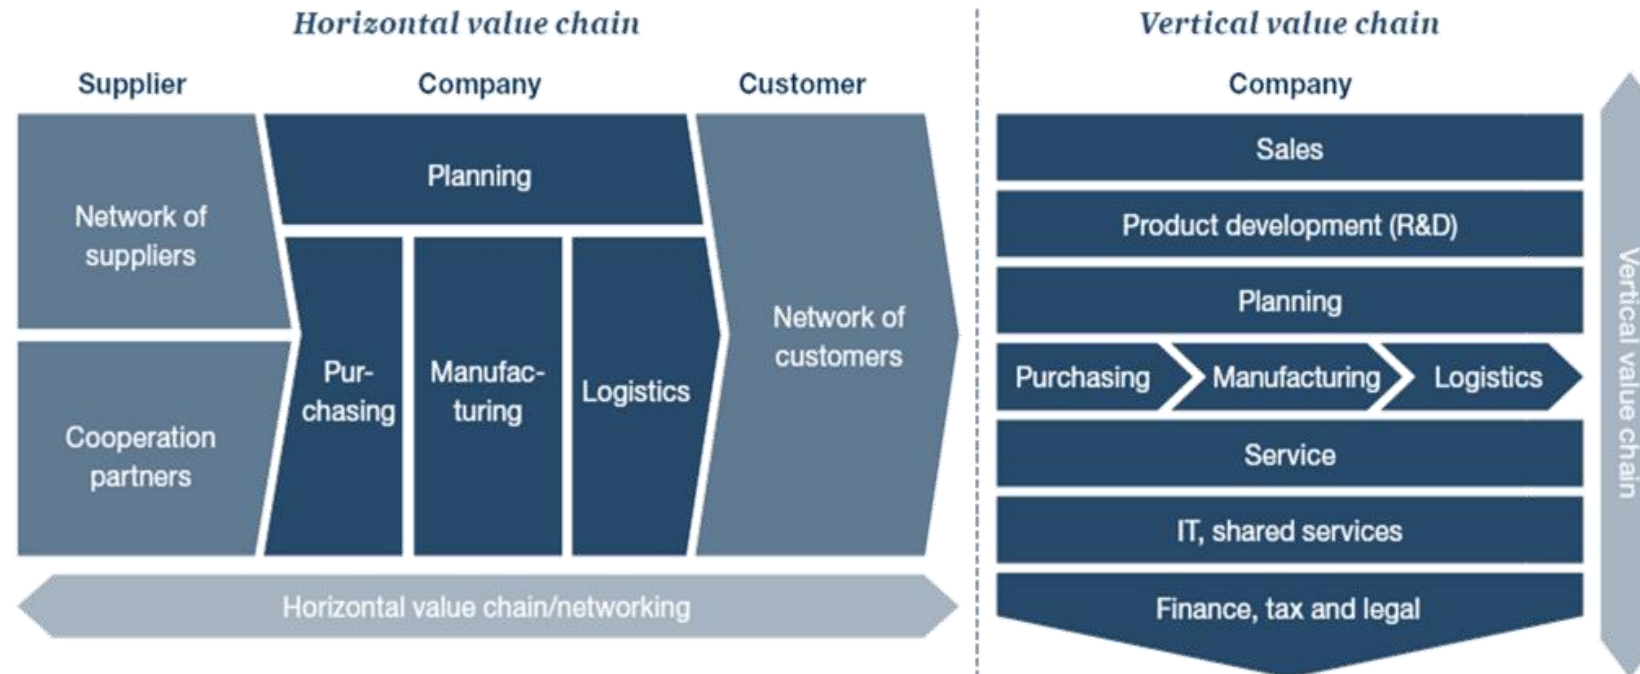 Horizontal value chain
Supplier
Company
Customer
Network of
suppliers
Cooperation
partners
Planning
Pur-
chasing
Manufac-
turing
Logistics
Network of
customers
Horizontal value chain/networking
Vertical value chain
Company
Sales
Product development (R&D)
Planning
Purchasing
Manufacturing
Logistics
Service
IT, shared services
Finance, tax and legal
Vertical value chain